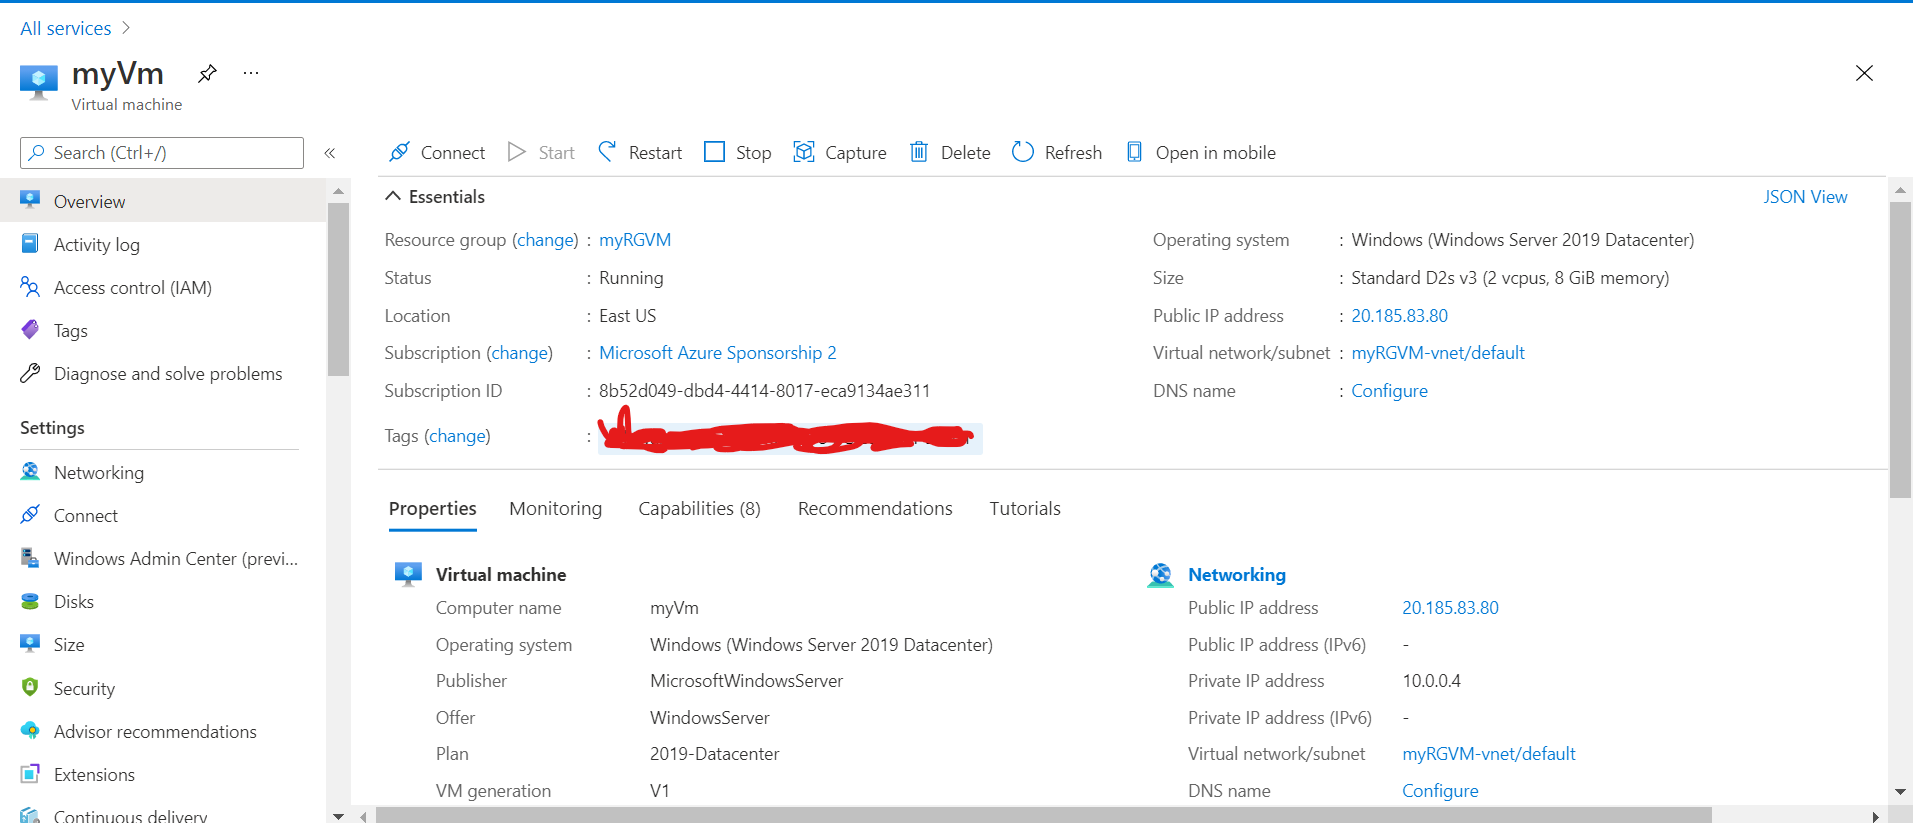 All services
myVm
...
Virtual machine
Search (Ctrl+/)
«
Connect
Start
Restart
Stop
Capture
Delete
Refresh
Open in mobile
Overview
Activity log
Access control (IAM)
Tags
Diagnose and solve problems
Settings
Networking
Connect
Windows Admin Center (previ...
Disks
Size
Security
Advisor recommendations
Extensions
Continuous delivery
Essentials
JSON View
Resource group (change) : myRGVM
Status : Running
Location : East US
Subscription (change) : Microsoft Azure Sponsorship 2
Subscription ID : 8b52d049-dbd4-4414-8017-eca9134ae311
Tags (change) :
Operating system : Windows (Windows Server 2019 Datacenter)
Size : Standard D2s v3 (2 vcpus, 8 GiB memory)
Public IP address : 20.185.83.80
Virtual network/subnet : myRGVM-vnet/default
DNS name : Configure
Properties Monitoring Capabilities (8) Recommendations Tutorials
Virtual machine
Computer name myVm
Operating system Windows (Windows Server 2019 Datacenter)
Publisher MicrosoftWindowsServer
Offer WindowsServer
Plan 2019-Datacenter
VM generation V1
Networking
Public IP address 20.185.83.80
Public IP address (IPv6) -
Private IP address 10.0.0.4
Private IP address (IPv6) -
Virtual network/subnet myRGVM-vnet/default
DNS name Configure